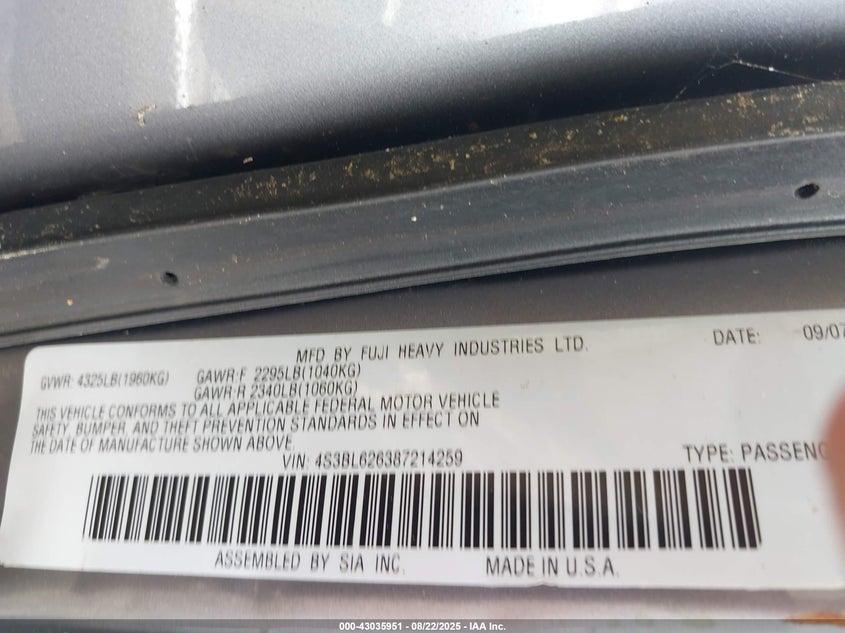 MFD BY FUJI HEAVY INDUSTRIES LTD. DATE: 09/07
GVWR: 4325LB(1960KG) GAWR:F 2295LB(1040KG)
GAWR:R 2340LB(1060KG)
THIS VEHICLE CONFORMS TO ALL APPLICABLE FEDERAL MOTOR VEHICLE
SAFETY, BUMPER, AND THEFT PREVENTION STANDARDS IN EFFECT ON
THE DATE OF MANUFACTURE SHOWN ABOVE.
VIN: 4S3BL626387214259 TYPE: PASSENG
ASSEMBLED BY SIA INC. MADE IN U.S.A.
000-43035951 - 08/22/2025 - IAA Inc.